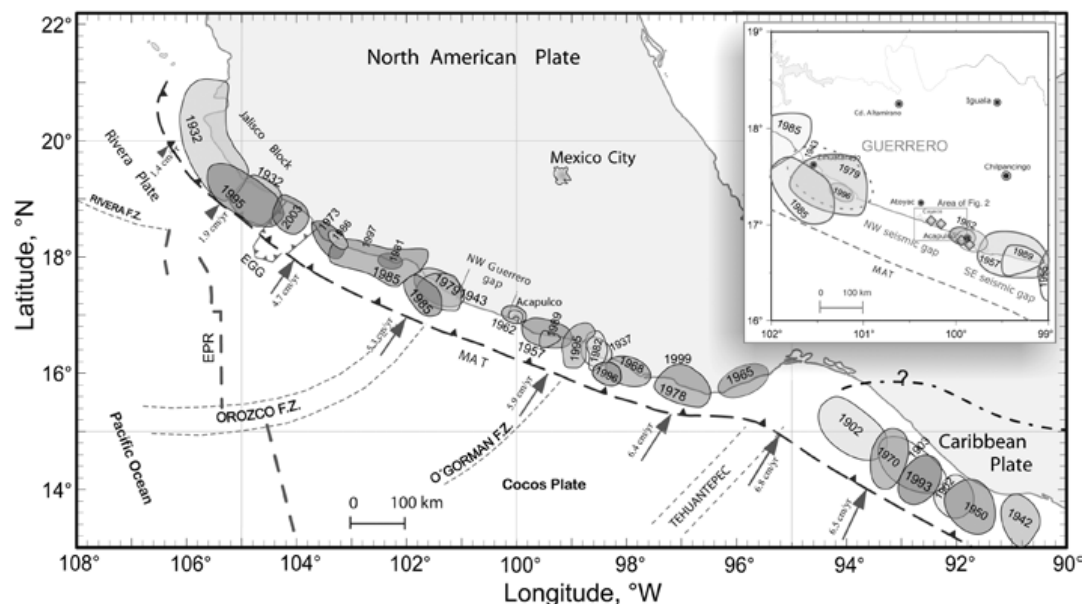 22°
20°
18°
16°
14°
Latitude, °N
108°
106°
104°
102°
100°
98°
96°
94°
92°
90°
Longitude, °W
North American Plate
Mexico City
Jalisco Block
Rivera Plate
RIVERA F.Z.
EPR
Pacific Ocean
OROZCO F.Z.
O'GORMAN F.Z.
Cocos Plate
TEHUANTEPEC
Caribbean
Plate
?
EGG
MAT
NW Guerrero
gap
Acapulco
0 100 km
1.4 cm
1.9 cm/yr
4.7 cm/yr
5.3 cm/yr
5.9 cm/yr
6.4 cm/yr
6.8 cm/yr
6.5 cm/yr
1932
1932
1995
2003
1973
1986
1997
1981
1985
1985
1979
1943
1962
1957
1989
1995
1982
1937
1996
1968
1999
1978
1965
1902
1970
1903
1993
1902
1950
1942
19°
18°
17°
16°
102°
101°
100°
99°
Cd. Altamirano
Iguala
GUERRERO
Chilpancingo
Zihuatanejo
Atoyac
Area of Fig. 2
Acapulco
NW seismic gap
SE seismic gap
MAT
1985
1943
1979
1996
1985
1962
1957
1989
0 100 km